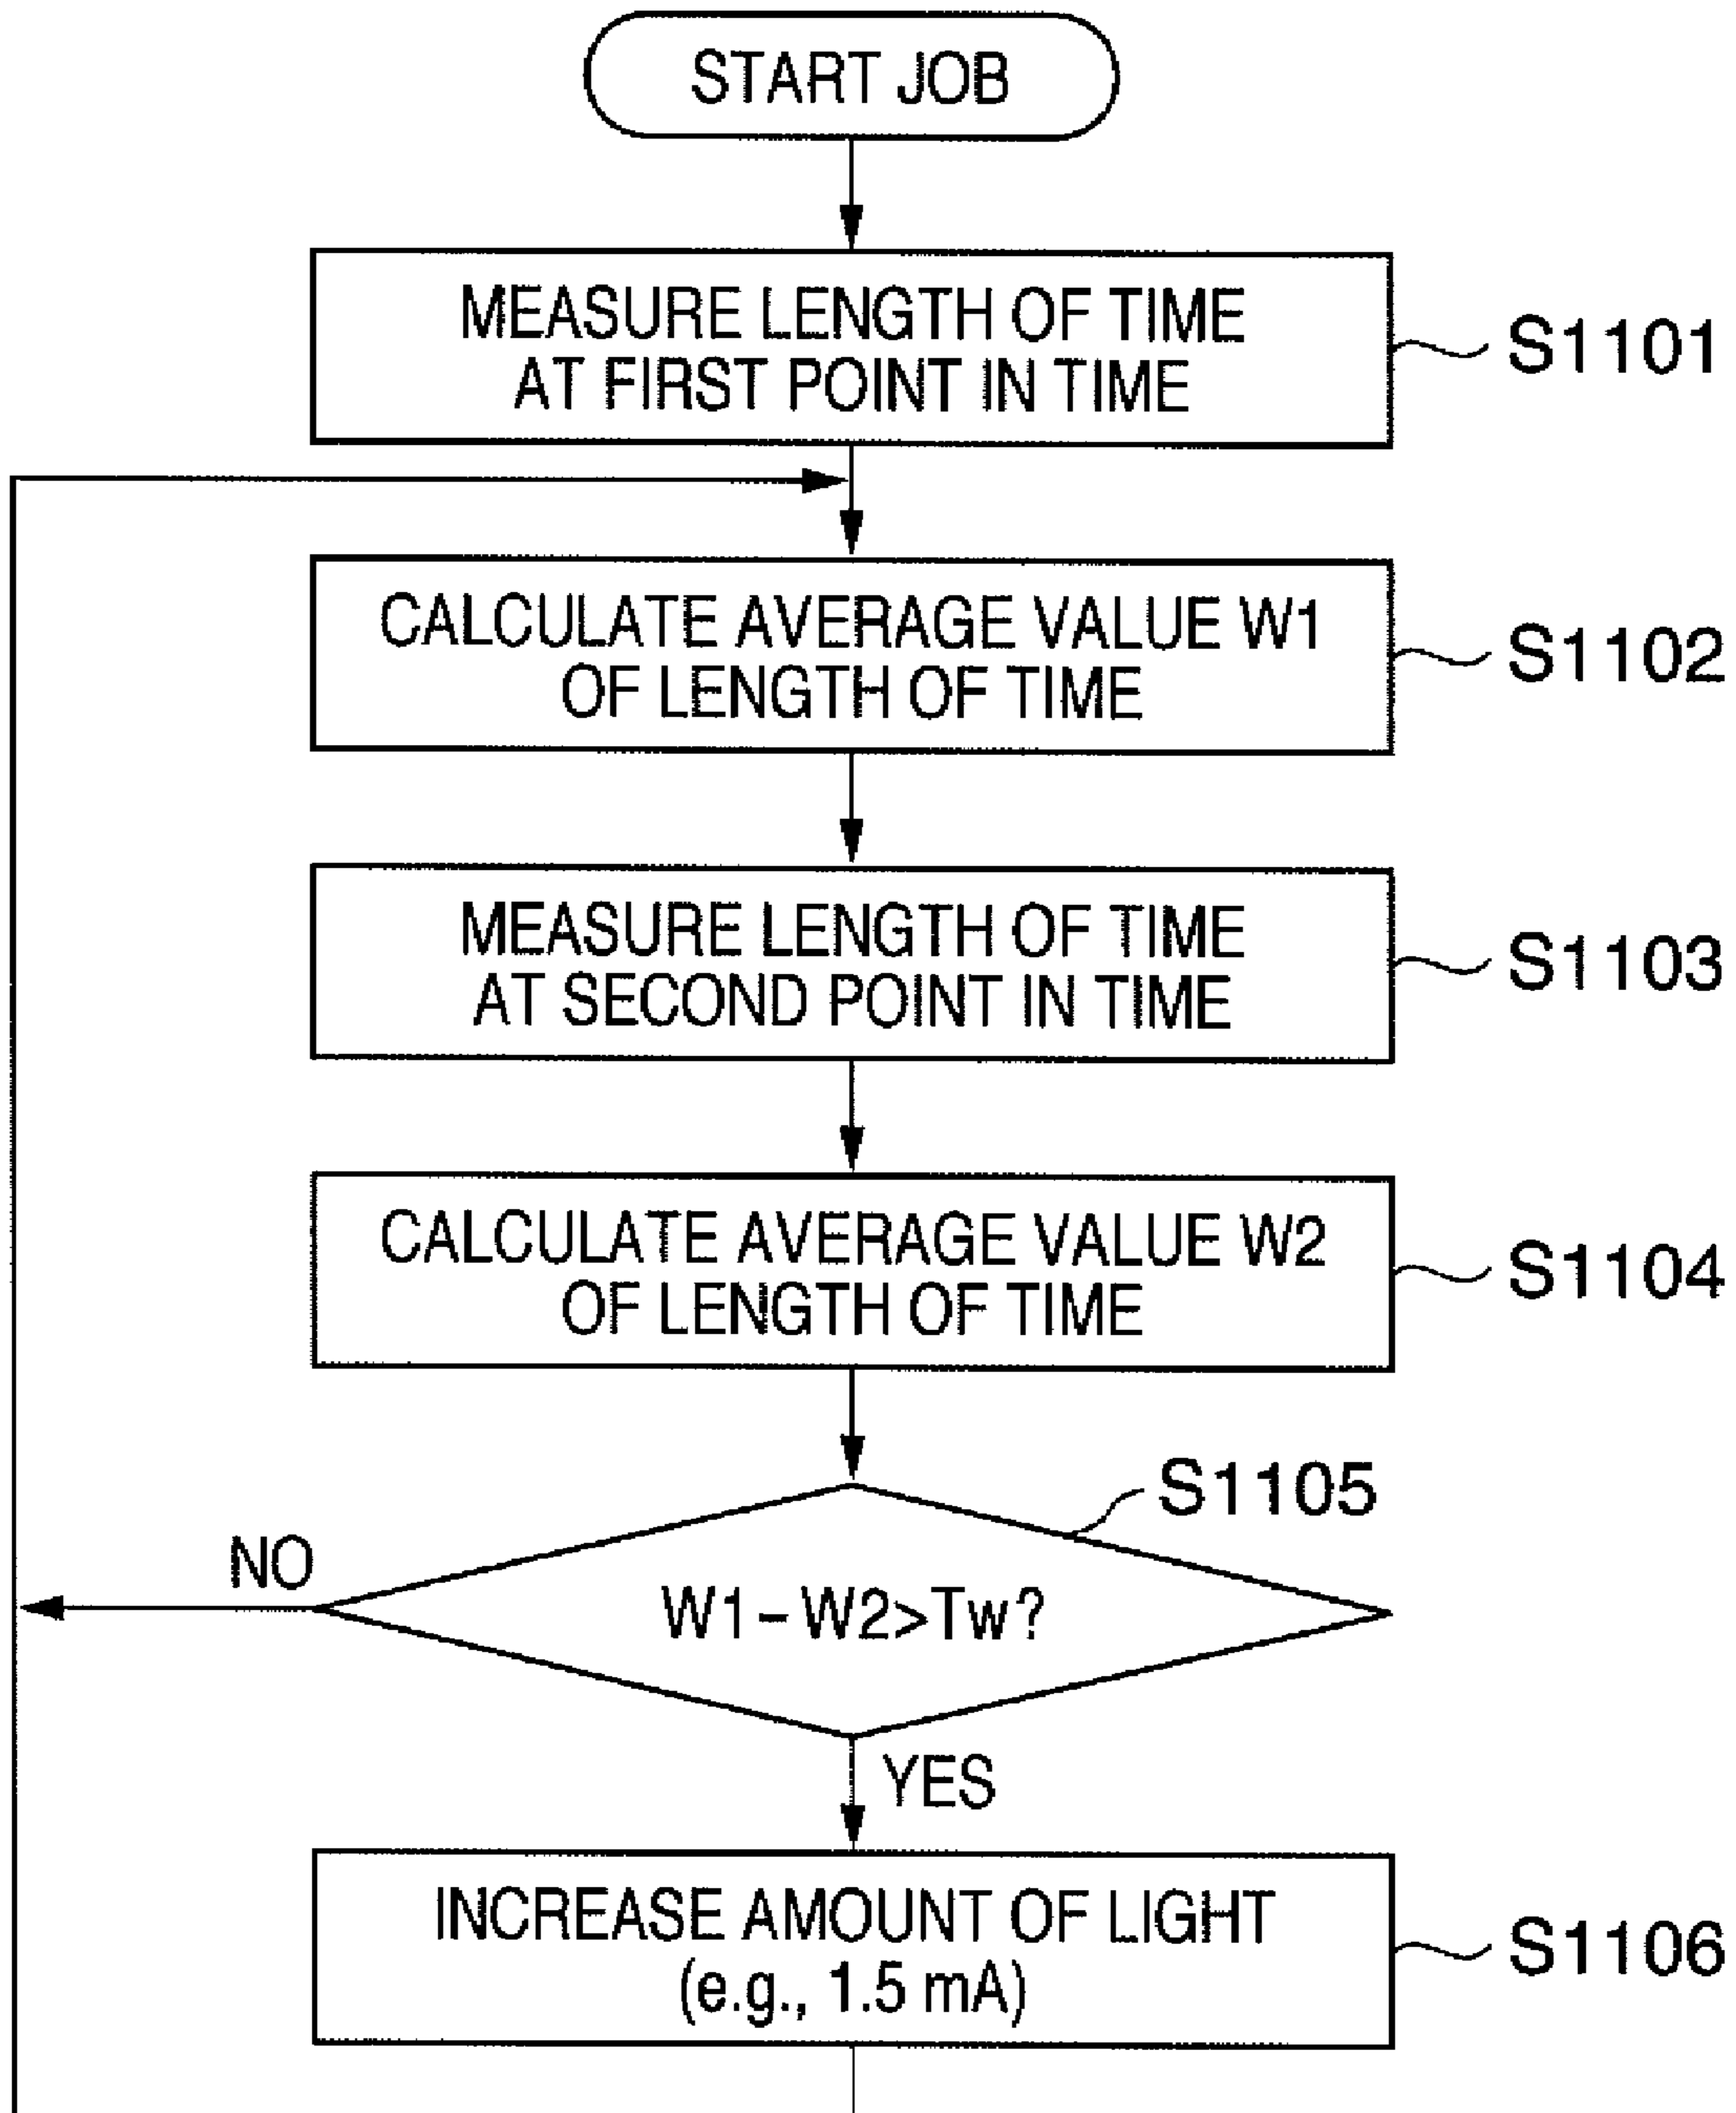 START JOB
MEASURE LENGTH OF TIME
AT FIRST POINT IN TIME
S1101
CALCULATE AVERAGE VALUE W1
OF LENGTH OF TIME
S1102
MEASURE LENGTH OF TIME
AT SECOND POINT IN TIME
S1103
CALCULATE AVERAGE VALUE W2
OF LENGTH OF TIME
S1104
S1105
NO
W1-W2>Tw?
YES
INCREASE AMOUNT OF LIGHT
(e.g., 1.5 mA)
S1106